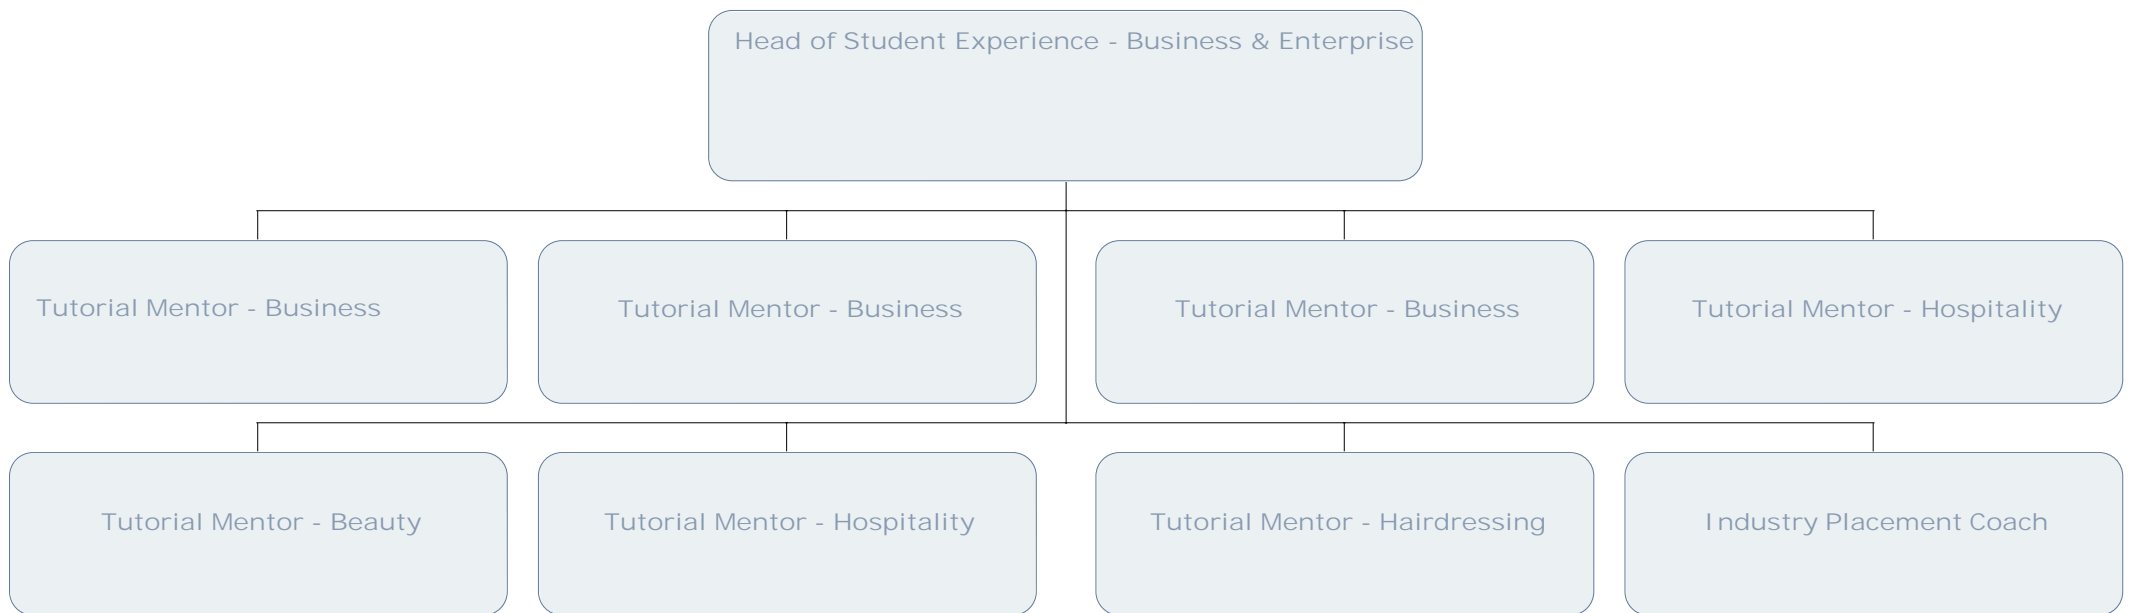 Head of Student Experience - Business & Enterprise
Tutorial Mentor - Business
Tutorial Mentor - Business
Tutorial Mentor - Business
Tutorial Mentor - Hospitality
Tutorial Mentor - Beauty
Tutorial Mentor - Hospitality
Tutorial Mentor - Hairdressing
Industry Placement Coach